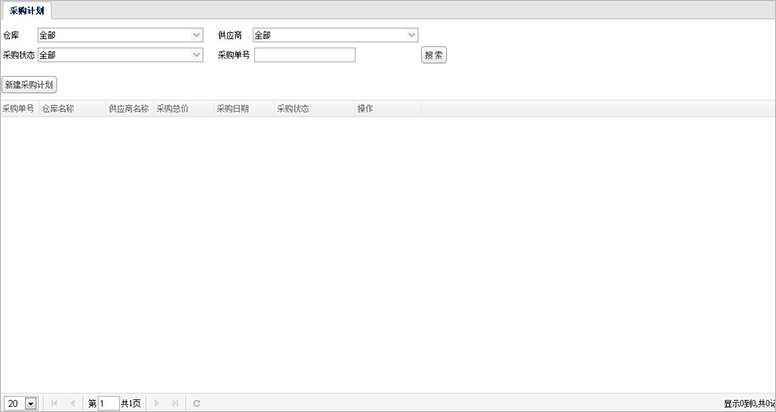 采购计划
仓库 全部 供应商 全部
采购状态 全部 采购单号 搜索
新建采购计划
采购单号 仓库名称 供应商名称 采购总价 采购日期 采购状态 操作
20 第 1 共1页 显示0到0,共0记